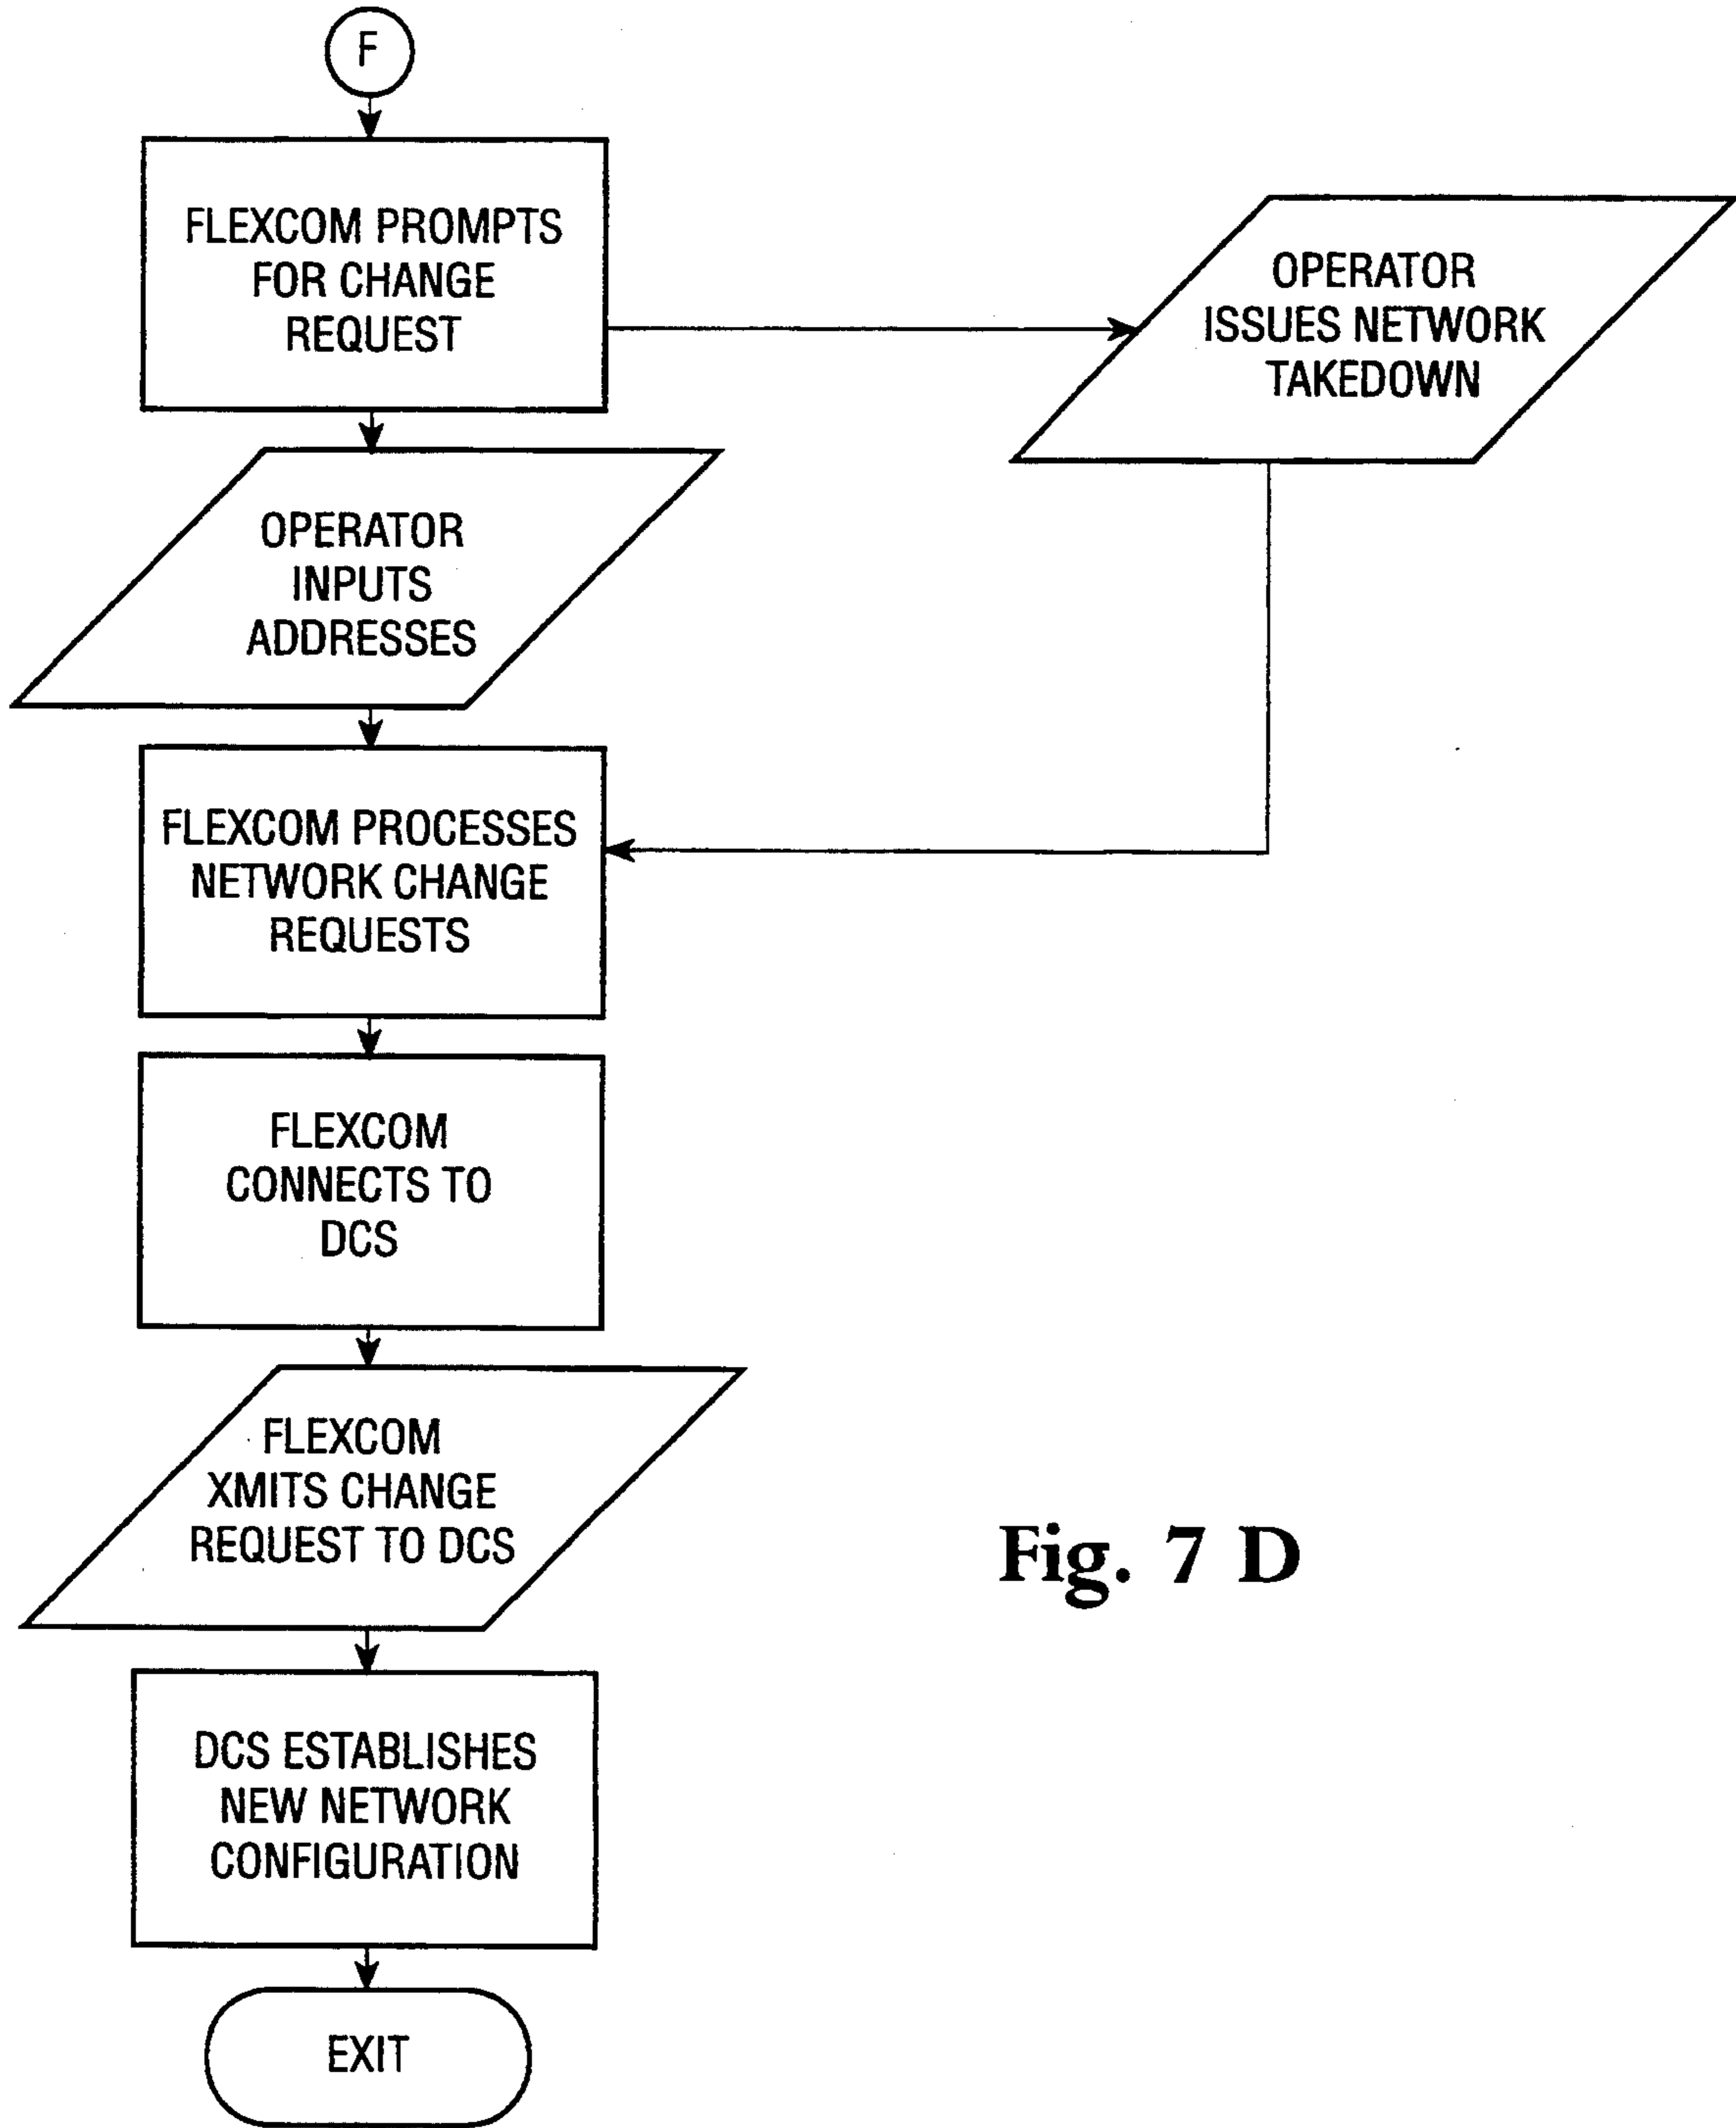 F
FLEXCOM PROMPTS
FOR CHANGE
REQUEST
OPERATOR
ISSUES NETWORK
TAKEDOWN
OPERATOR
INPUTS
ADDRESSES
FLEXCOM PROCESSES
NETWORK CHANGE
REQUESTS
FLEXCOM
CONNECTS TO
DCS
FLEXCOM
XMITS CHANGE
REQUEST TO DCS
Fig. 7 D
DCS ESTABLISHES
NEW NETWORK
CONFIGURATION
EXIT